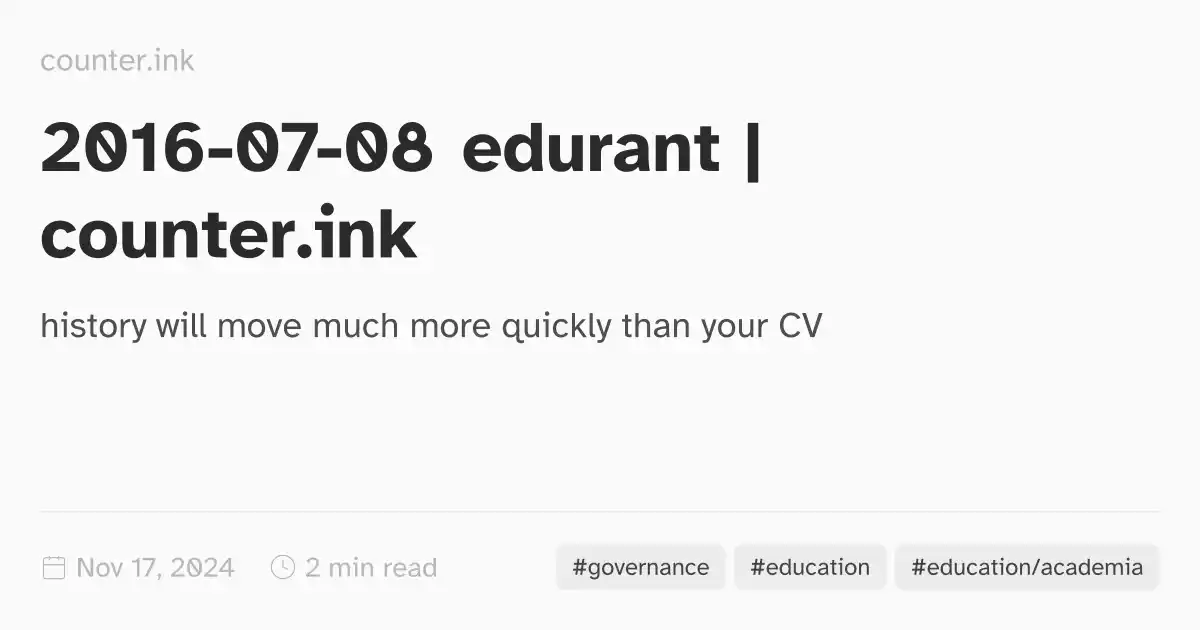 counter.ink
2016-07-08 edurant |
counter.ink
history will move much more quickly than your CV
Nov 17, 2024 2 min read #governance #education #education/academia